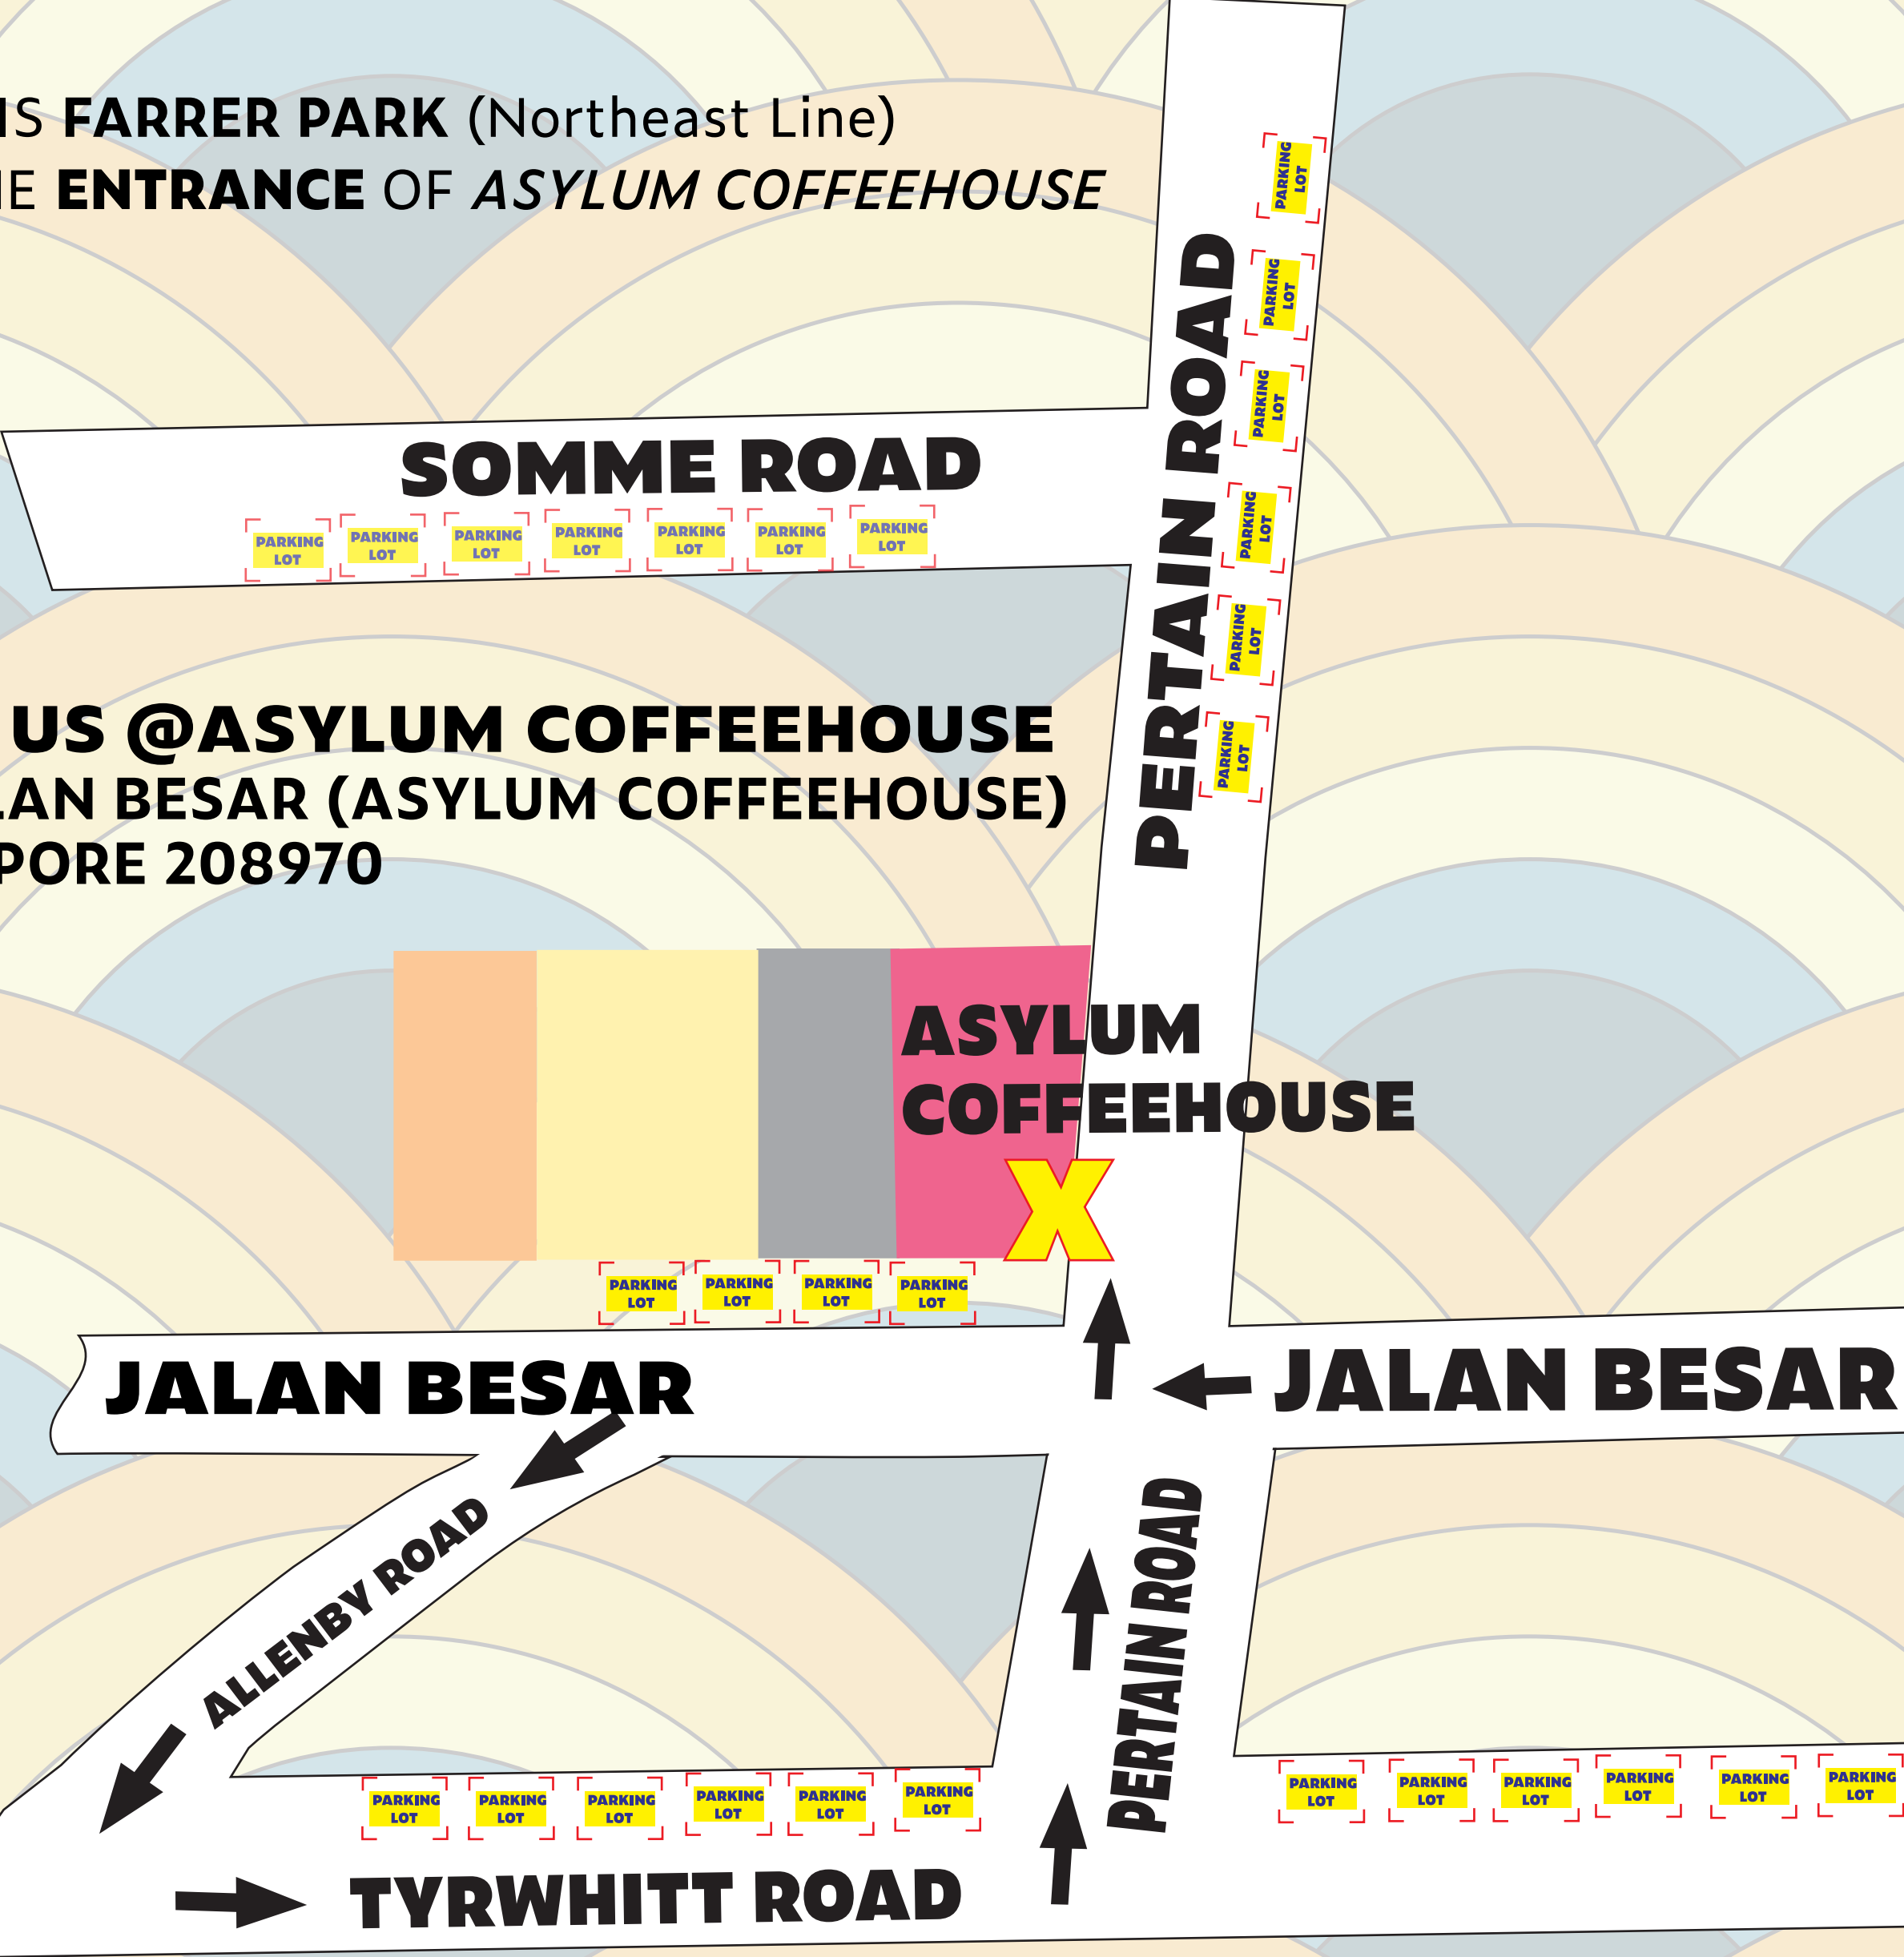 IS FARRER PARK (Northeast Line)
E ENTRANCE OF ASYLUM COFFEEHOUSE
PERTAIN ROAD
PARKING
LOT
PARKING
LOT
PARKING
LOT
PARKING
LOT
PARKING
LOT
PARKING
LOT
SOMME ROAD
PARKING
LOT
PARKING
LOT
PARKING
LOT
PARKING
LOT
PARKING
LOT
PARKING
LOT
PARKING
LOT
US @ASYLUM COFFEEHOUSE
LAN BESAR (ASYLUM COFFEEHOUSE)
PORE 208970
ASYLUM
COFFEEHOUSE
X
PARKING
LOT
PARKING
LOT
PARKING
LOT
PARKING
LOT
JALAN BESAR
JALAN BESAR
ALLENBY ROAD
PERTAIN ROAD
PARKING
LOT
PARKING
LOT
PARKING
LOT
PARKING
LOT
PARKING
LOT
PARKING
LOT
PARKING
LOT
PARKING
LOT
PARKING
LOT
PARKING
LOT
PARKING
LOT
PARKING
LOT
TYRWHITT ROAD